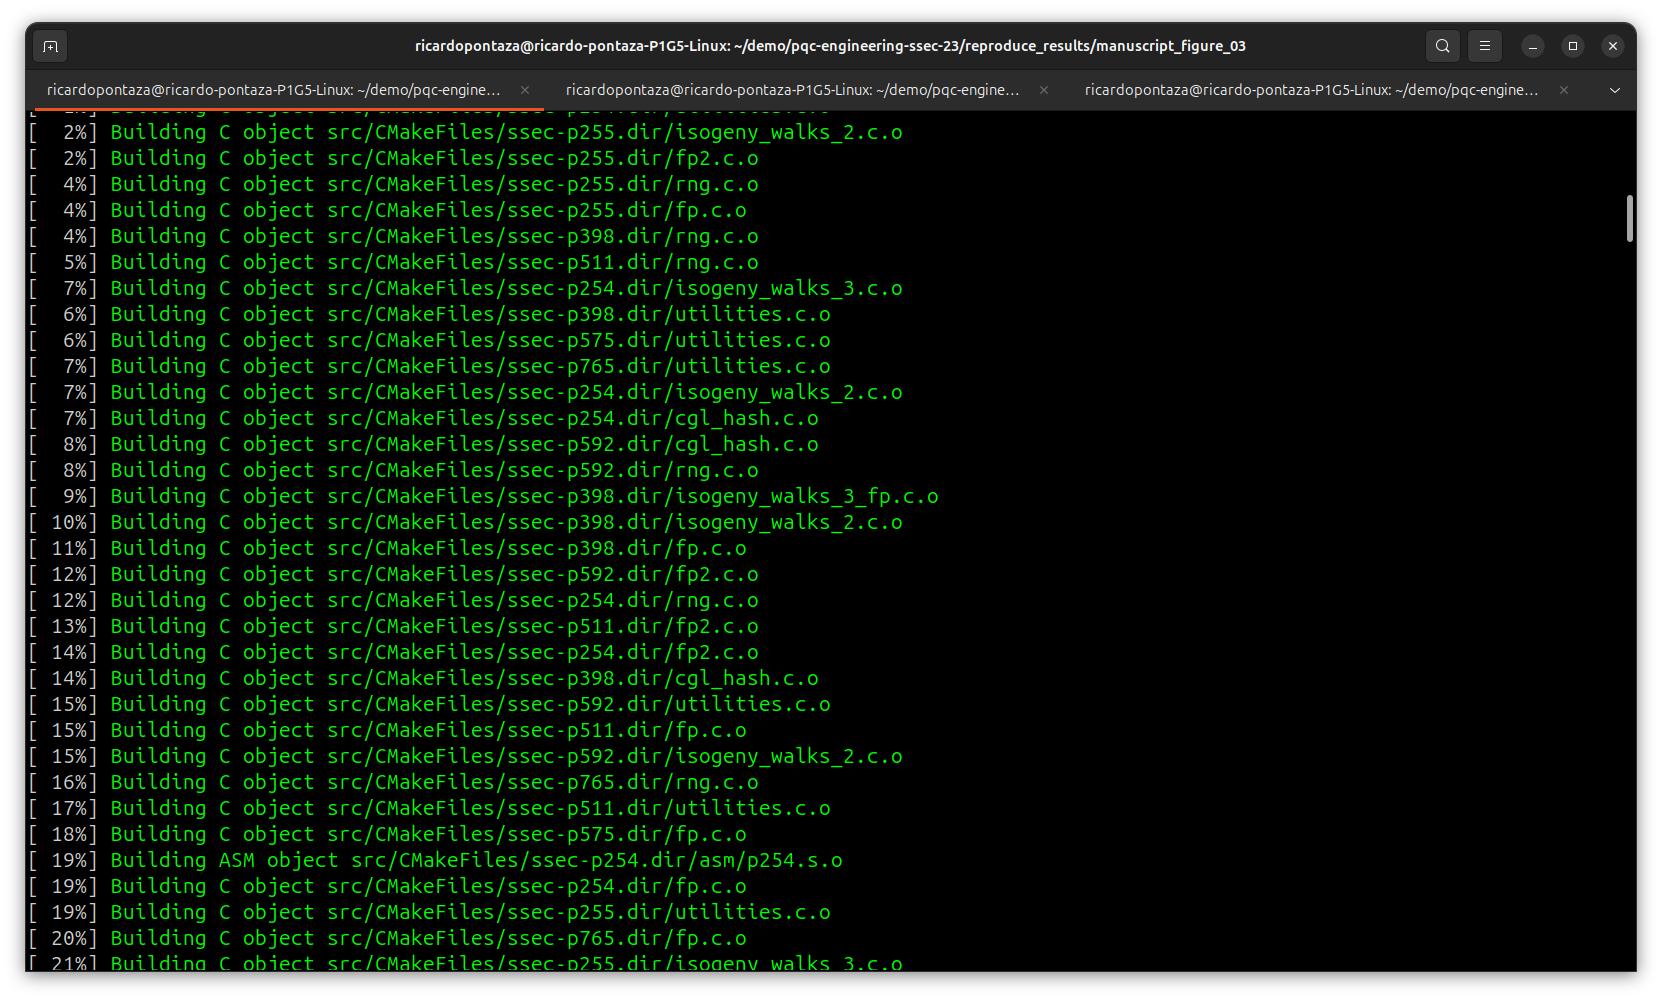 ricardopontaza@ricardo-pontaza-P1G5-Linux: ~/demo/pqc-engineering-ssec-23/reproduce_results/manuscript_figure_03
ricardopontaza@ricardo-pontaza-P1G5-Linux: ~/demo/pqc-engine... ricardopontaza@ricardo-pontaza-P1G5-Linux: ~/demo/pqc-engine... ricardopontaza@ricardo-pontaza-P1G5-Linux: ~/demo/pqc-engine...
[  2%] Building C object src/CMakeFiles/ssec-p255.dir/isogeny_walks_2.c.o
[  2%] Building C object src/CMakeFiles/ssec-p255.dir/fp2.c.o
[  4%] Building C object src/CMakeFiles/ssec-p255.dir/rng.c.o
[  4%] Building C object src/CMakeFiles/ssec-p255.dir/fp.c.o
[  4%] Building C object src/CMakeFiles/ssec-p398.dir/rng.c.o
[  5%] Building C object src/CMakeFiles/ssec-p511.dir/rng.c.o
[  7%] Building C object src/CMakeFiles/ssec-p254.dir/isogeny_walks_3.c.o
[  6%] Building C object src/CMakeFiles/ssec-p398.dir/utilities.c.o
[  6%] Building C object src/CMakeFiles/ssec-p575.dir/utilities.c.o
[  7%] Building C object src/CMakeFiles/ssec-p765.dir/utilities.c.o
[  7%] Building C object src/CMakeFiles/ssec-p254.dir/isogeny_walks_2.c.o
[  7%] Building C object src/CMakeFiles/ssec-p254.dir/cgl_hash.c.o
[  8%] Building C object src/CMakeFiles/ssec-p592.dir/cgl_hash.c.o
[  8%] Building C object src/CMakeFiles/ssec-p592.dir/rng.c.o
[  9%] Building C object src/CMakeFiles/ssec-p398.dir/isogeny_walks_3_fp.c.o
[ 10%] Building C object src/CMakeFiles/ssec-p398.dir/isogeny_walks_2.c.o
[ 11%] Building C object src/CMakeFiles/ssec-p398.dir/fp.c.o
[ 12%] Building C object src/CMakeFiles/ssec-p592.dir/fp2.c.o
[ 12%] Building C object src/CMakeFiles/ssec-p254.dir/rng.c.o
[ 13%] Building C object src/CMakeFiles/ssec-p511.dir/fp2.c.o
[ 14%] Building C object src/CMakeFiles/ssec-p254.dir/fp2.c.o
[ 14%] Building C object src/CMakeFiles/ssec-p398.dir/cgl_hash.c.o
[ 15%] Building C object src/CMakeFiles/ssec-p592.dir/utilities.c.o
[ 15%] Building C object src/CMakeFiles/ssec-p511.dir/fp.c.o
[ 15%] Building C object src/CMakeFiles/ssec-p592.dir/isogeny_walks_2.c.o
[ 16%] Building C object src/CMakeFiles/ssec-p765.dir/rng.c.o
[ 17%] Building C object src/CMakeFiles/ssec-p511.dir/utilities.c.o
[ 18%] Building C object src/CMakeFiles/ssec-p575.dir/fp.c.o
[ 19%] Building ASM object src/CMakeFiles/ssec-p254.dir/asm/p254.s.o
[ 19%] Building C object src/CMakeFiles/ssec-p254.dir/fp.c.o
[ 19%] Building C object src/CMakeFiles/ssec-p255.dir/utilities.c.o
[ 20%] Building C object src/CMakeFiles/ssec-p765.dir/fp.c.o
[ 21%] Building C object src/CMakeFiles/ssec-p255.dir/isogeny_walks_3.c.o